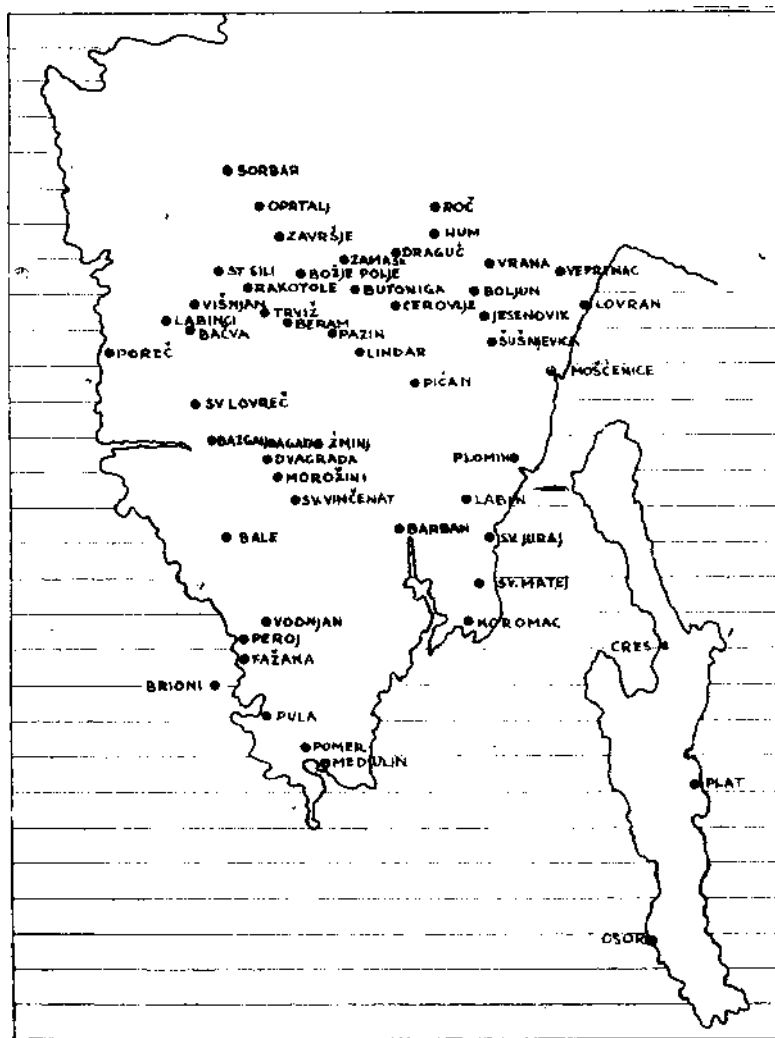 SORBAR
OPRTALJ
ROČ
ZAVRŠJE
HUM
DRAGUČ
ZAMASK
VRANA
ST. SILI
BOŽJE POLJE
VEPRINAC
RAKOTOLE
BUTONIGA
BOLJUN
VIŠNJAN
CEROVLJE
LOVRAN
TRVIŽ
JESENOVIK
LABINCI
BERAM
BAČVA
PAZIN
ŠUŠNJEVICA
POREČ
LINDAR
MOŠČENICE
PIĆAN
SV. LOVREČ
ŽMINJ
DVAGRADA
PLOMIN
MOROŽINI
SV. VINČENAT
LABIN
BARBAN
BALE
SV. JURAJ
SV. MATEJ
VODNJAN
KOROMAC
PEROJ
CRES
FAŽANA
BRIONI
PULA
POMER
MEDULIN
PLAT
OSOR